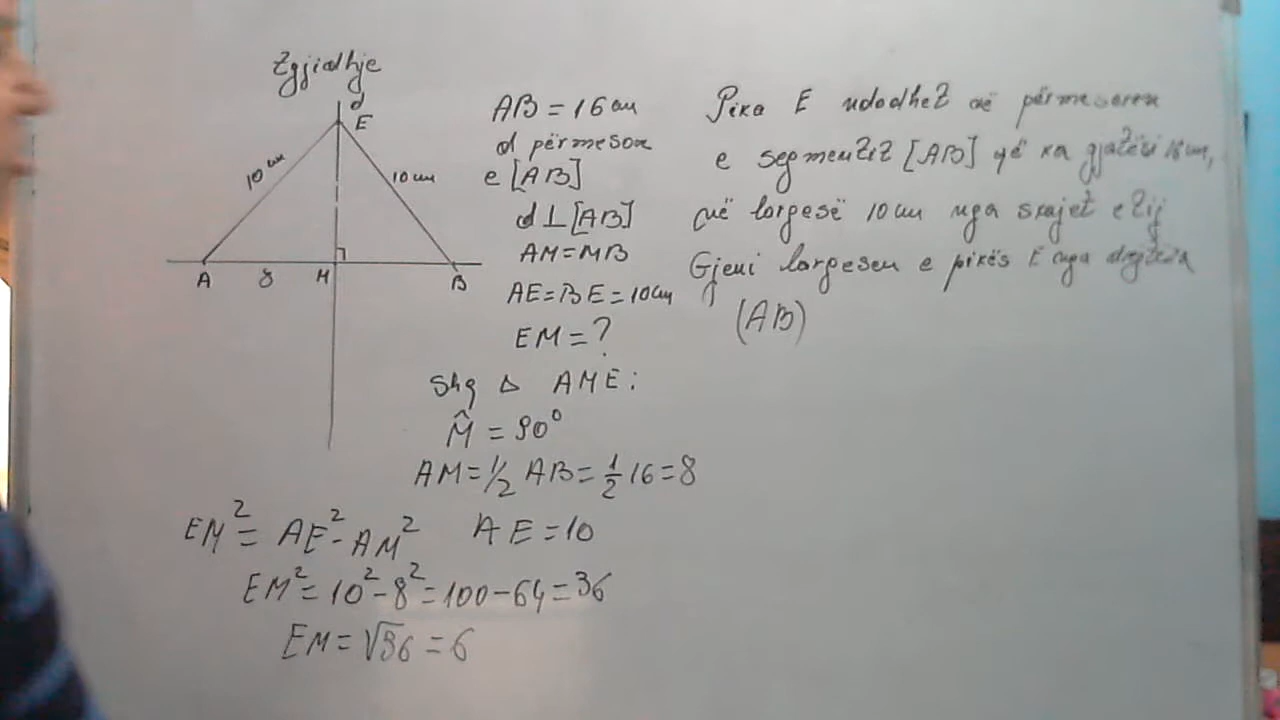 Zgjidhje
d
E
10 cm
10 cm
A
8
M
B
AB = 16 cm
d përmesore
e [AB]
d ⊥ [AB]
AM = MB
AE = BE = 10 cm
EM = ?
Shq △ AME:
M̂ = 90°
AM = 1/2 AB = 1/2 16 = 8
EM² = AE² - AM² AE = 10
EM² = 10² - 8² = 100 - 64 = 36
EM = √36 = 6
Pika E ndodhet në përmesoren
e segmentit [AB] që ka gjatësi 16 cm,
në largesë 10 cm nga skajet e tij
Gjeni largesën e pikës E nga drejtëza
(AB)